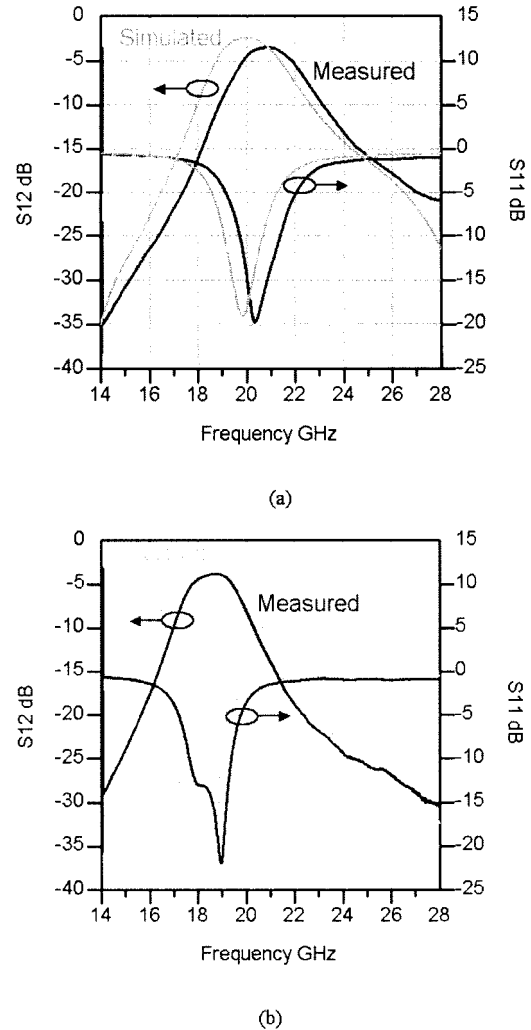 0 15
Simulated
-5 10
Measured
-10 5
-15 0
-20 -5
-25 -10
-30 -15
-35 -20
-40 -25
S12 dB
S11 dB
14 16 18 20 22 24 26 28
Frequency GHz
(a)
0 15
-5 10
Measured
-10 5
-15 0
-20 -5
-25 -10
-30 -15
-35 -20
-40 -25
S12 dB
S11 dB
14 16 18 20 22 24 26 28
Frequency GHz
(b)